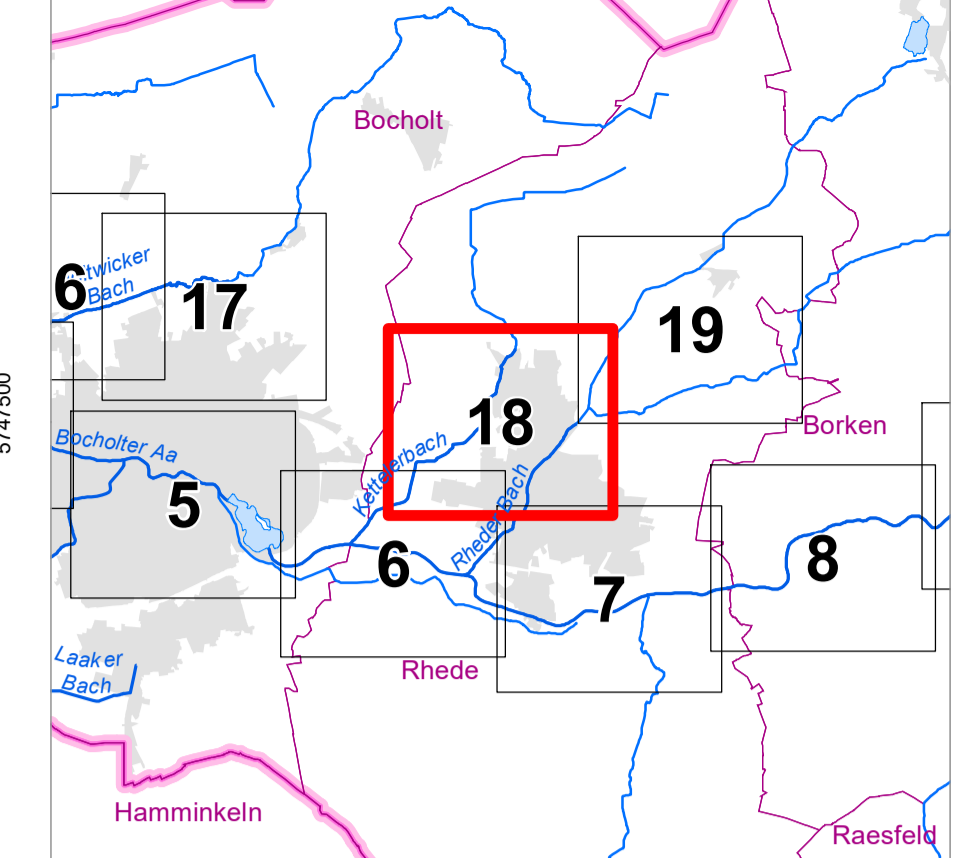 Bocholt
6
Bach
17
19
5747500
18
Borken
Bocholter Aa
Kettelerbach
5
Rheder Bach
6
8
7
Laaker
Bach
Rhede
Hamminkeln
Raesfeld